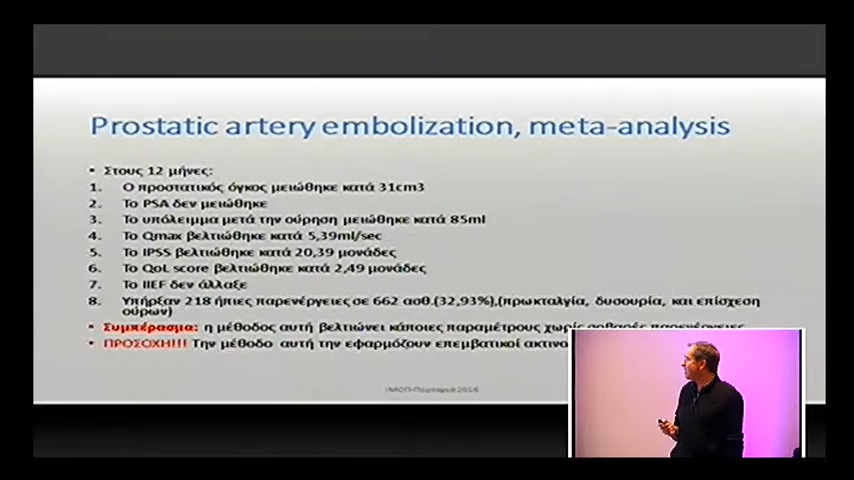 Prostatic artery embolization, meta-analysis
• Στους 12 μήνες:
1. Ο προστατικός όγκος μειώθηκε κατά 31cm3
2. Το PSA δεν μειώθηκε
3. Το υπόλειμμα μετά την ούρηση μειώθηκε κατά 85ml
4. Το Qmax βελτιώθηκε κατά 5,39ml/sec
5. Το IPSS βελτιώθηκε κατά 20,39 μονάδες
6. Το QoL score βελτιώθηκε κατά 2,49 μονάδες
7. Το IIEF δεν άλλαξε
8. Υπήρξαν 218 ήπιες παρενέργειες σε 662 ασθ.(32,93%),(πρωκταλγία, δυσουρία, και επίσχεση
ούρων)
• Συμπέρασμα: η μέθοδος αυτή βελτιώνει κάποιες παραμέτρους χωρίς σοβαρές παρενέργειες
• ΠΡΟΣΟΧΗ!!! Την μέθοδο αυτή την εφαρμόζουν επεμβατικοί ακτινο